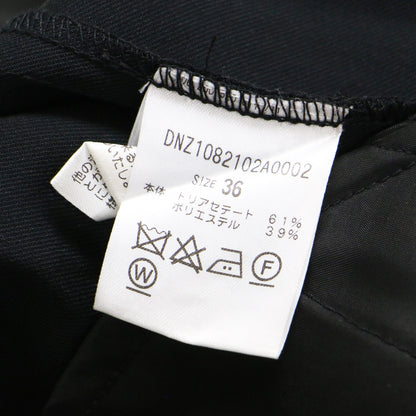 DNZ1082102A0002
SIZE 36
本体 トリアセテート 61%
ポリエステル 39%
F
W